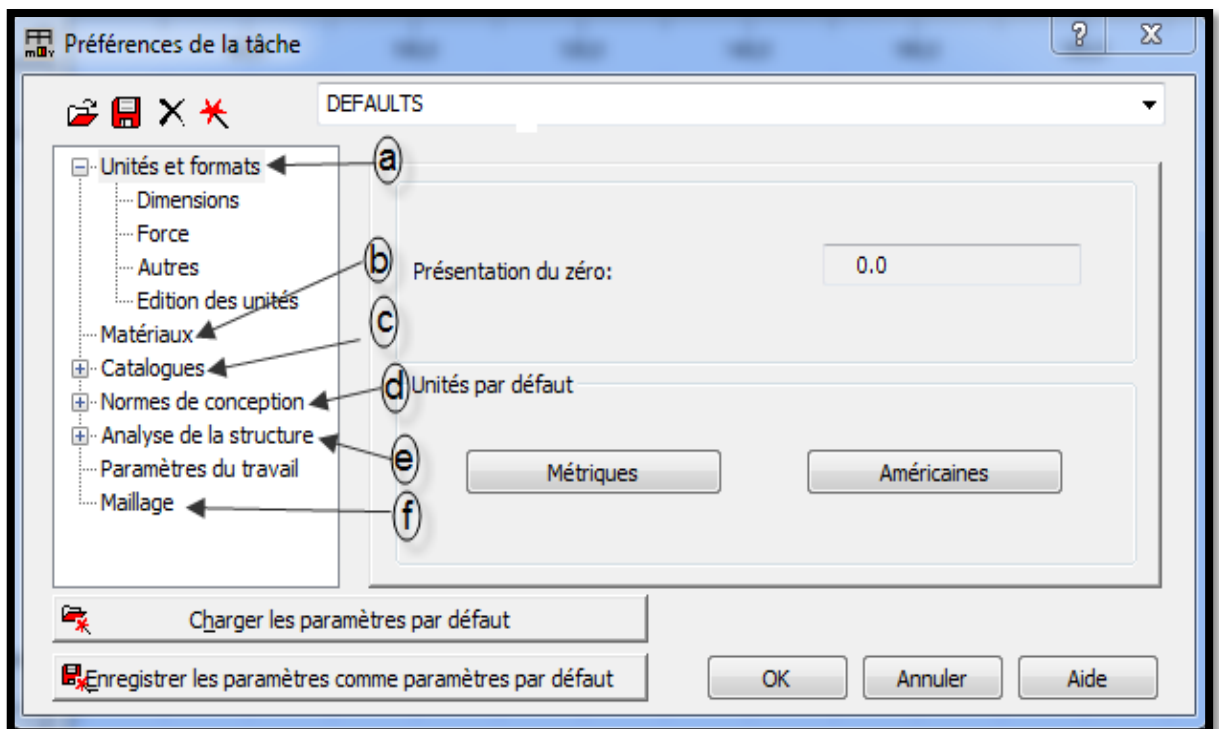 Préférences de la tâche
DEFAULTS
Unités et formats
Dimensions
Force
Autres
Edition des unités
Matériaux
Catalogues
Normes de conception
Analyse de la structure
Paramètres du travail
Maillage
a
b
c
d
e
f
Présentation du zéro:
0.0
Unités par défaut
Métriques
Américaines
Charger les paramètres par défaut
Enregistrer les paramètres comme paramètres par défaut
OK
Annuler
Aide